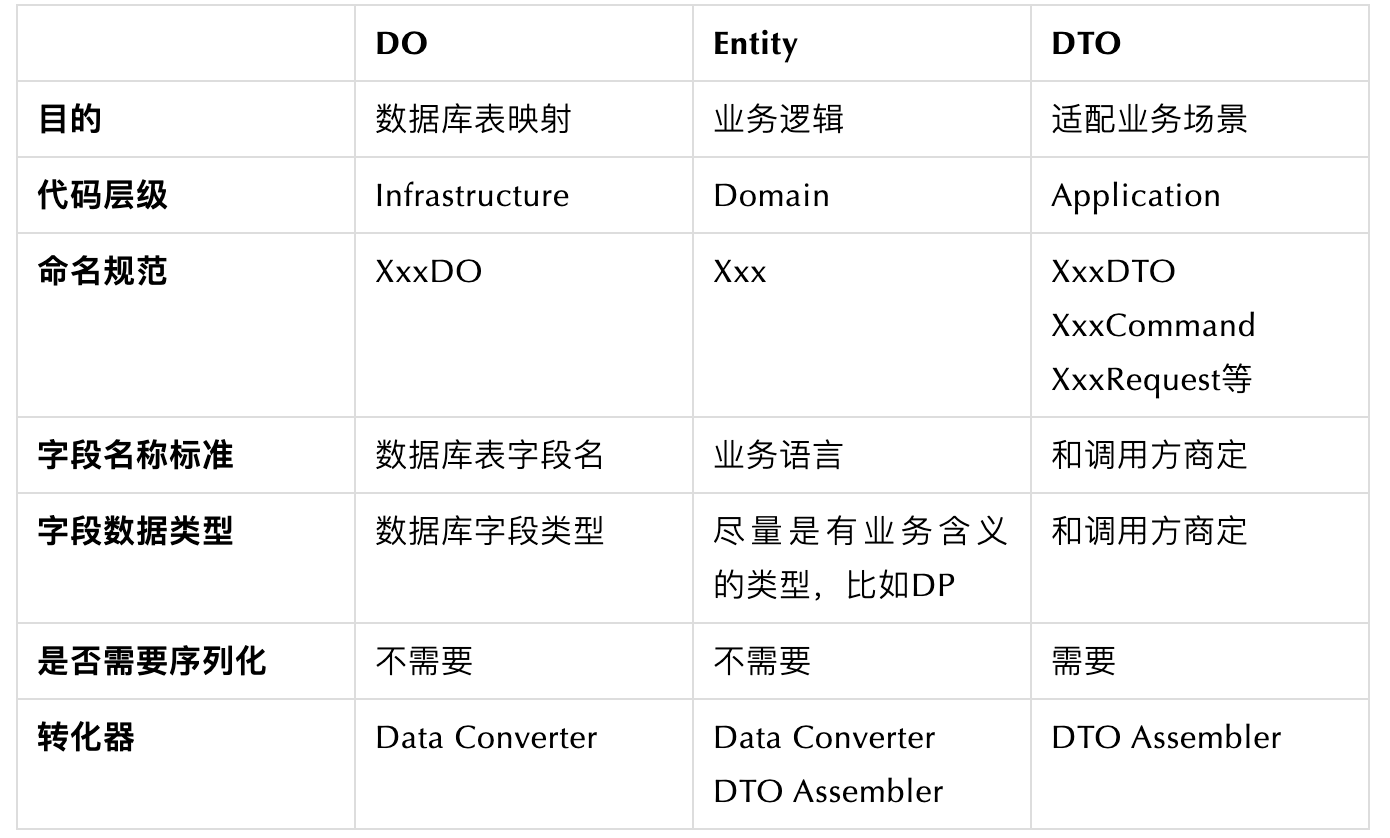 DO Entity DTO
目的 数据库表映射 业务逻辑 适配业务场景
代码层级 Infrastructure Domain Application
命名规范 XxxDO Xxx XxxDTO
XxxCommand
XxxRequest等
字段名称标准 数据库表字段名 业务语言 和调用方商定
字段数据类型 数据库字段类型 尽量是有业务含义 和调用方商定
的类型，比如DP
是否需要序列化 不需要 不需要 需要
转化器 Data Converter Data Converter DTO Assembler
DTO Assembler